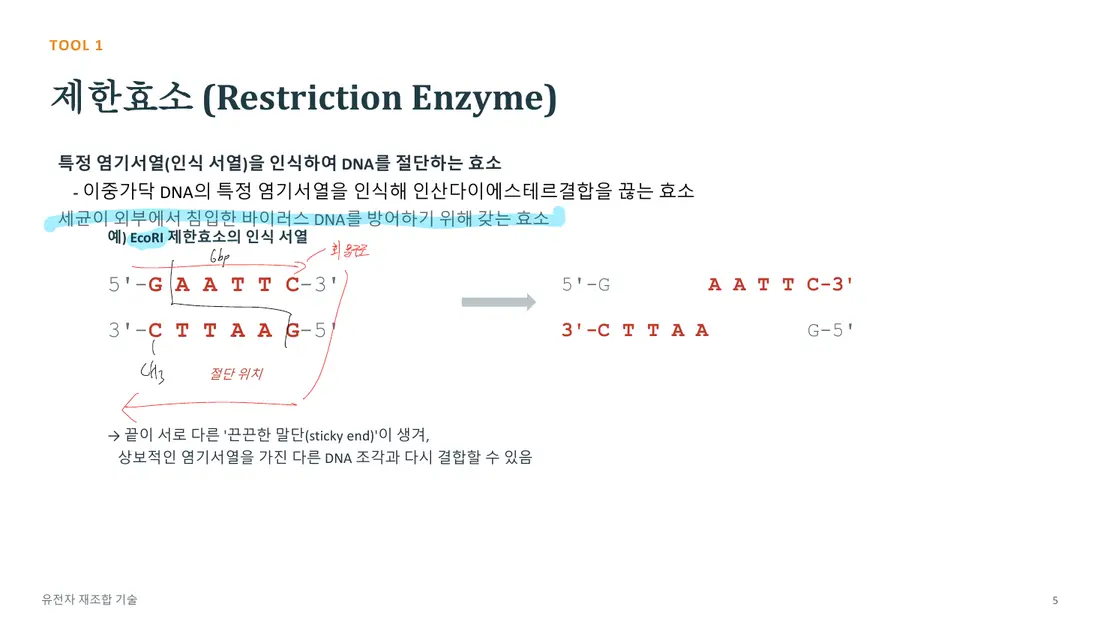 TOOL 1
제한효소 (Restriction Enzyme)
특정 염기서열(인식 서열)을 인식하여 DNA를 절단하는 효소
- 이중가닥 DNA의 특정 염기서열을 인식해 인산다이에스테르결합을 끊는 효소
세균이 외부에서 침입한 바이러스 DNA를 방어하기 위해 갖는 효소
예) EcoRI 제한효소의 인식 서열
6bp
5'-G A A T T C-3'
3'-C T T A A G-5'
CH3
절단 위치
5'-G A A T T C-3'
3'-C T T A A G-5'
→ 끝이 서로 다른 '끈끈한 말단(sticky end)'이 생겨,
상보적인 염기서열을 가진 다른 DNA 조각과 다시 결합할 수 있음
유전자 재조합 기술
5